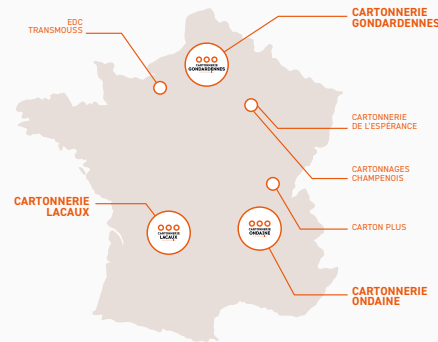 EDC
TRANSMOUSS
CARTONNERIE
GONDARDENNES
CARTONNERIE
GONDARDENNES
CARTONNERIE
DE L'ESPÉRANCE
CARTONNAGES
CHAMPENOIS
CARTONNERIE
LACAUX
CARTONNERIE
LACAUX
CARTONNERIE
ONDAINE
CARTON PLUS
CARTONNERIE
ONDAINE